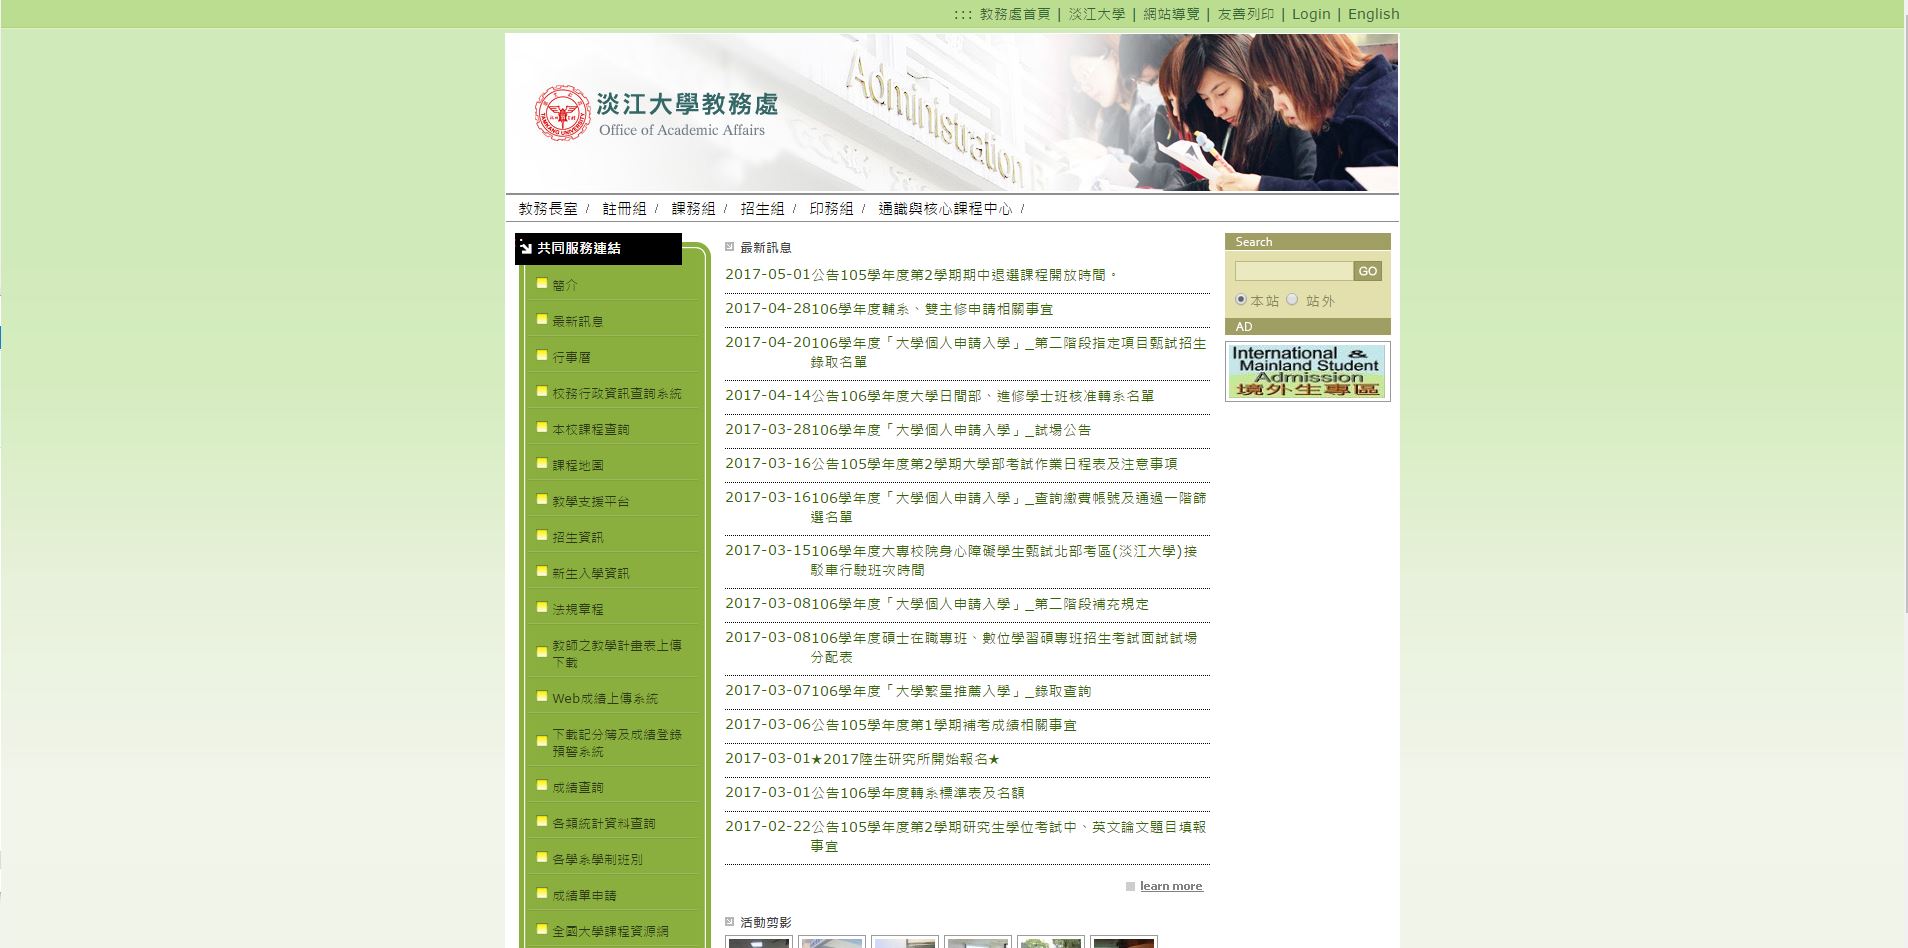 ::: 教務處首頁 | 淡江大學 | 網站導覽 | 友善列印 | Login | English
Administration
淡江大學教務處
Office of Academic Affairs
TAMKANG UNIVERSITY
教務長室 / 註冊組 / 課務組 / 招生組 / 印務組 / 通識與核心課程中心 /
共同服務連結
簡介
最新訊息
行事曆
校務行政資訊查詢系統
本校課程查詢
課程地圖
教學支援平台
招生資訊
新生入學資訊
法規章程
教師之教學計畫表上傳
下載
Web成績上傳系統
下載記分簿及成績登錄
預警系統
成績查詢
各類統計資料查詢
各學系學制班別
成績單申請
全國大學課程資源網
最新訊息
2017-05-01公告105學年度第2學期期中退選課程開放時間。
2017-04-28106學年度輔系、雙主修申請相關事宜
2017-04-20106學年度「大學個人申請入學」_第二階段指定項目甄試招生
錄取名單
2017-04-14公告106學年度大學日間部、進修學士班核准轉系名單
2017-03-28106學年度「大學個人申請入學」_試場公告
2017-03-16公告105學年度第2學期大學部考試作業日程表及注意事項
2017-03-16106學年度「大學個人申請入學」_查詢繳費帳號及通過一階篩
選名單
2017-03-15106學年度大專校院身心障礙學生甄試北部考區(淡江大學)接
駁車行駛班次時間
2017-03-08106學年度「大學個人申請入學」_第二階段補充規定
2017-03-08106學年度碩士在職專班、數位學習碩專班招生考試面試試場
分配表
2017-03-07106學年度「大學繁星推薦入學」_錄取查詢
2017-03-06公告105學年度第1學期補考成績相關事宜
2017-03-01★2017陸生研究所開始報名★
2017-03-01公告106學年度轉系標準表及名額
2017-02-22公告105學年度第2學期研究生學位考試中、英文論文題目填報
事宜
learn more
活動剪影
Search
GO
本站 站外
AD
International &
Mainland Student
Admission
境外生專區